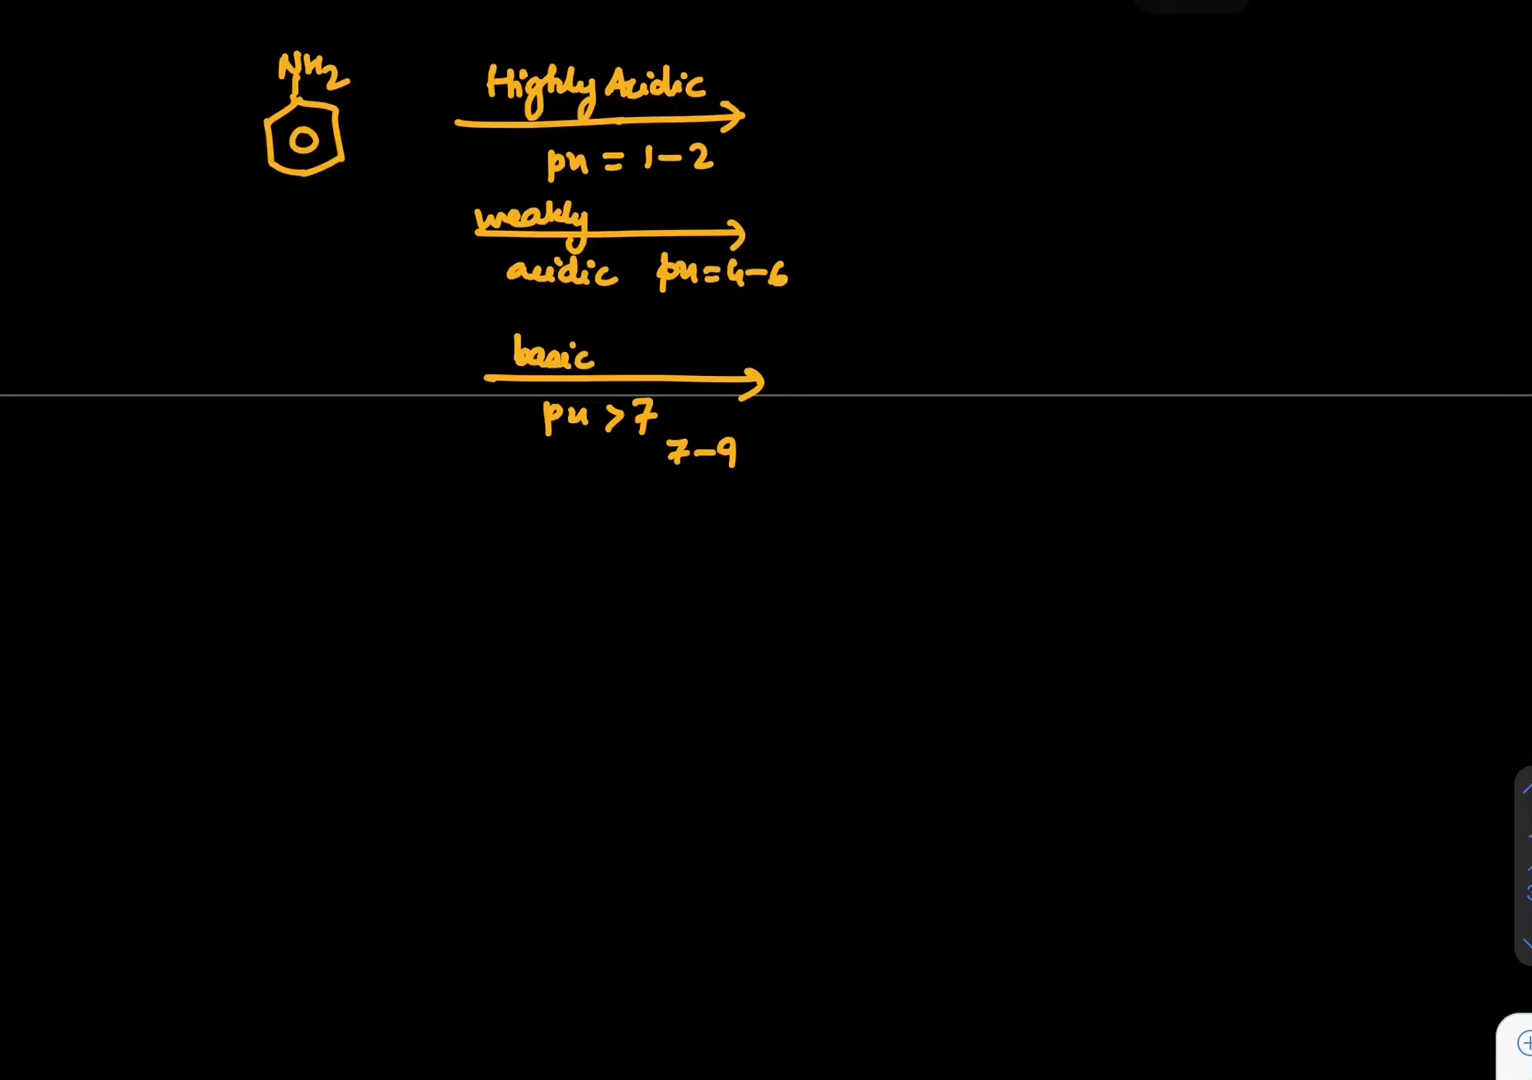 NH2
Highly Acidic
pH = 1-2
weakly
acidic pH = 4-6
basic
pH > 7
7-9